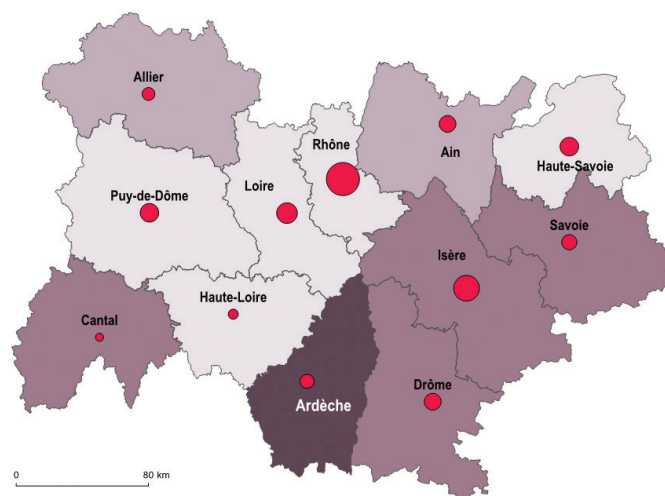 Allier
Rhône
Ain
Haute-Savoie
Puy-de-Dôme
Loire
Savoie
Isère
Haute-Loire
Cantal
Drôme
Ardèche
0 80 km